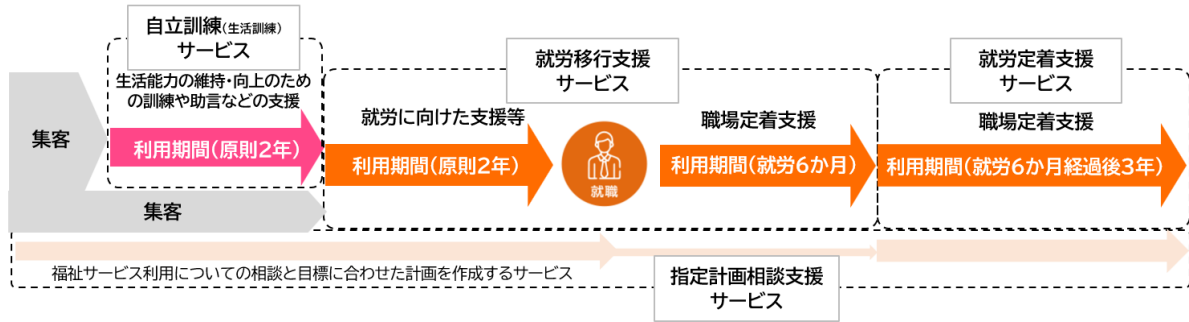 自立訓練(生活訓練)
サービス
生活能力の維持・向上のため
の訓練や助言などの支援
利用期間(原則2年)
集客
集客
就労移行支援
サービス
就労に向けた支援等
利用期間(原則2年)
就職
職場定着支援
利用期間(就労6か月)
就労定着支援
サービス
職場定着支援
利用期間(就労6か月経過後3年)
福祉サービス利用についての相談と目標に合わせた計画を作成するサービス
指定計画相談支援
サービス